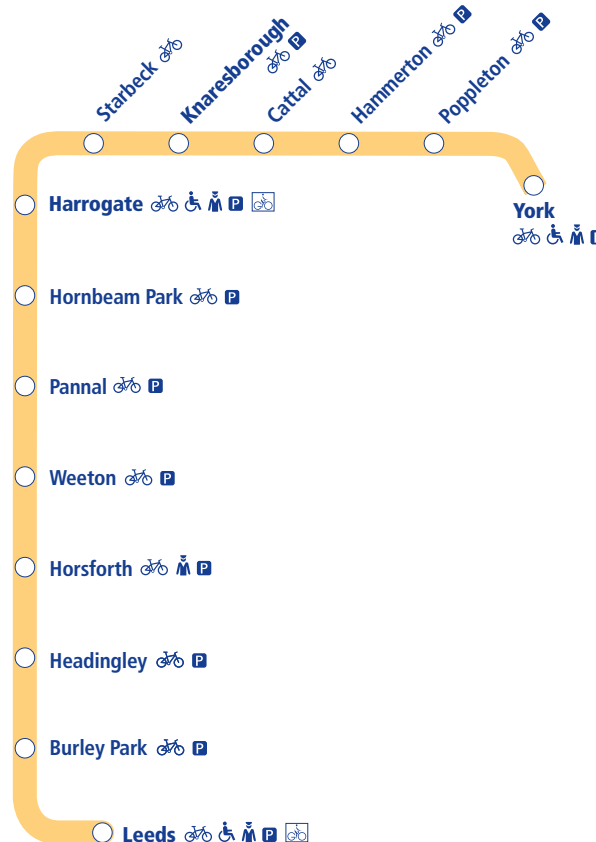 Starbeck
Knaresborough
P
Cattal
Hammerton P
Poppleton P
Harrogate P
York
Hornbeam Park P
Pannal P
Weeton P
Horsforth P
Headingley P
Burley Park P
Leeds P